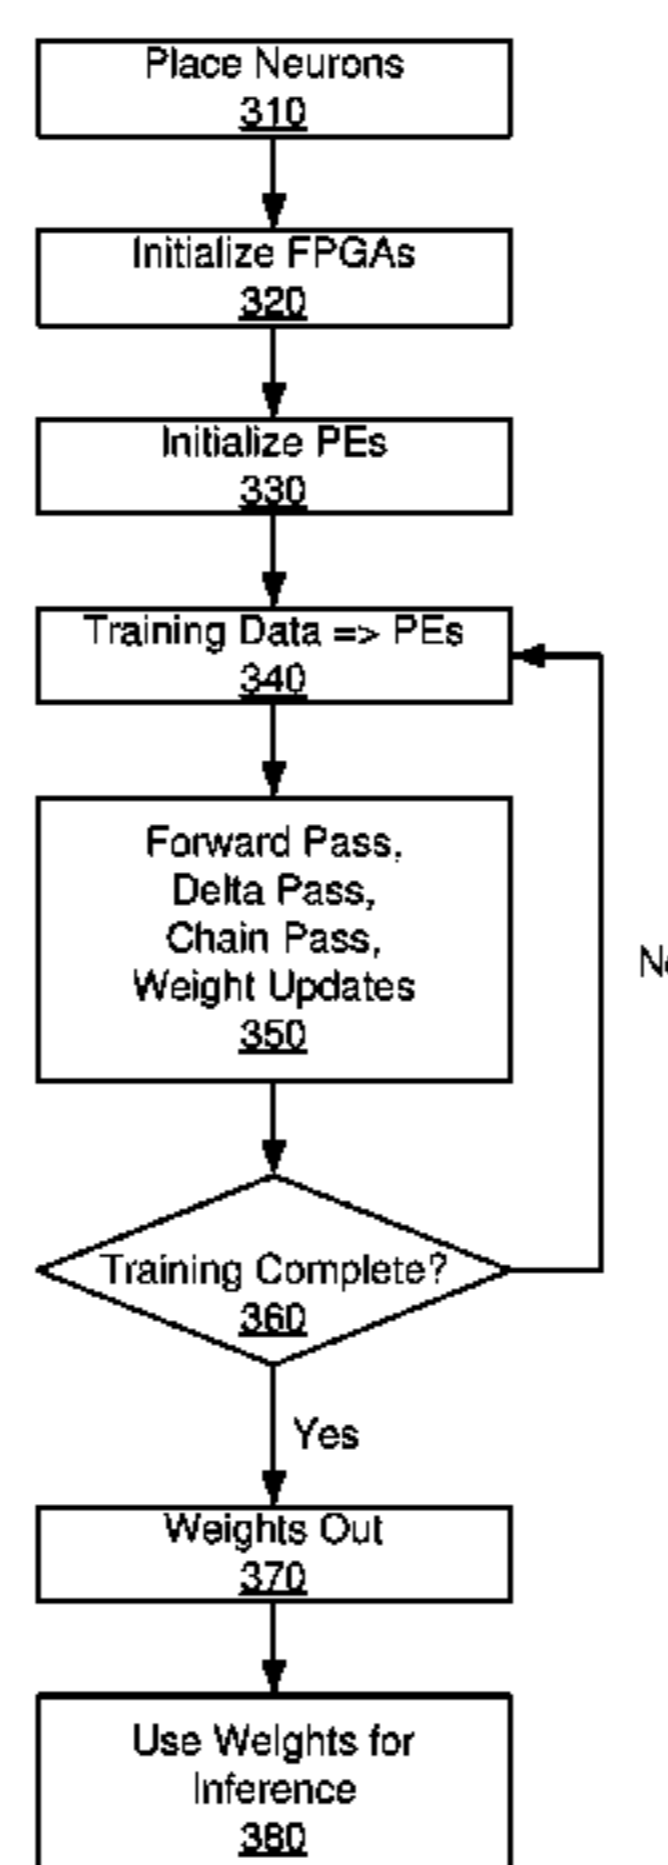 Place Neurons
310
Initialize FPGAs
320
Initialize PEs
330
Training Data => PEs
340
Forward Pass,
Delta Pass,
Chain Pass,
Weight Updates
350
Training Complete?
360
Yes
Weights Out
370
Use Weights for
Inference
380